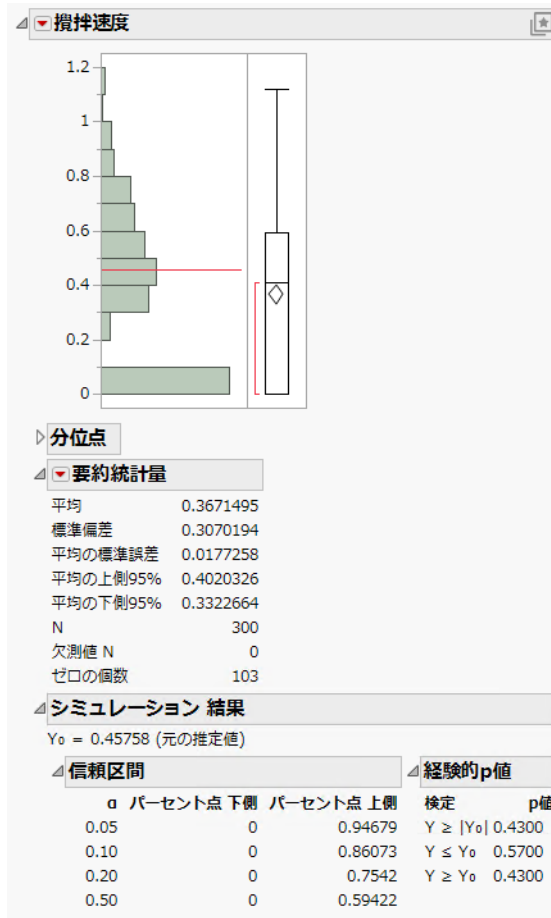 攪拌速度
1.2
1
0.8
0.6
0.4
0.2
0
分位点
要約統計量
平均 0.3671495
標準偏差 0.3070194
平均の標準誤差 0.0177258
平均の上側95% 0.4020326
平均の下側95% 0.3322664
N 300
欠測値 N 0
ゼロの個数 103
シミュレーション 結果
Y₀ = 0.45758 (元の推定値)
信頼区間
α パーセント点 下側 パーセント点 上側
0.05 0 0.94679
0.10 0 0.86073
0.20 0 0.7542
0.50 0 0.59422
経験的p値
検定 p値
Y ≥ |Y₀| 0.4300
Y ≤ Y₀ 0.5700
Y ≥ Y₀ 0.4300